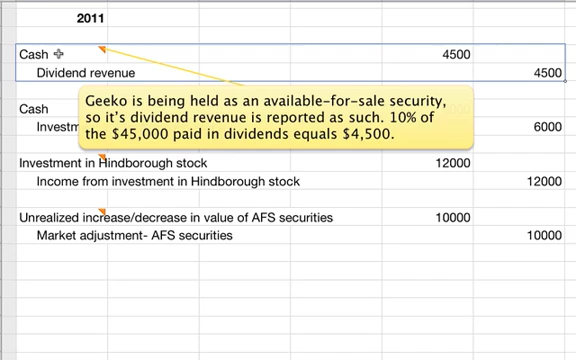 2011
Cash 4500
Dividend revenue 4500
Geeko is being held as an available-for-sale security,
so it's dividend revenue is reported as such. 10% of
the $45,000 paid in dividends equals $4,500.
Cash
Investm 6000
Investment in Hindborough stock 12000
Income from investment in Hindborough stock 12000
Unrealized increase/decrease in value of AFS securities 10000
Market adjustment- AFS securities 10000